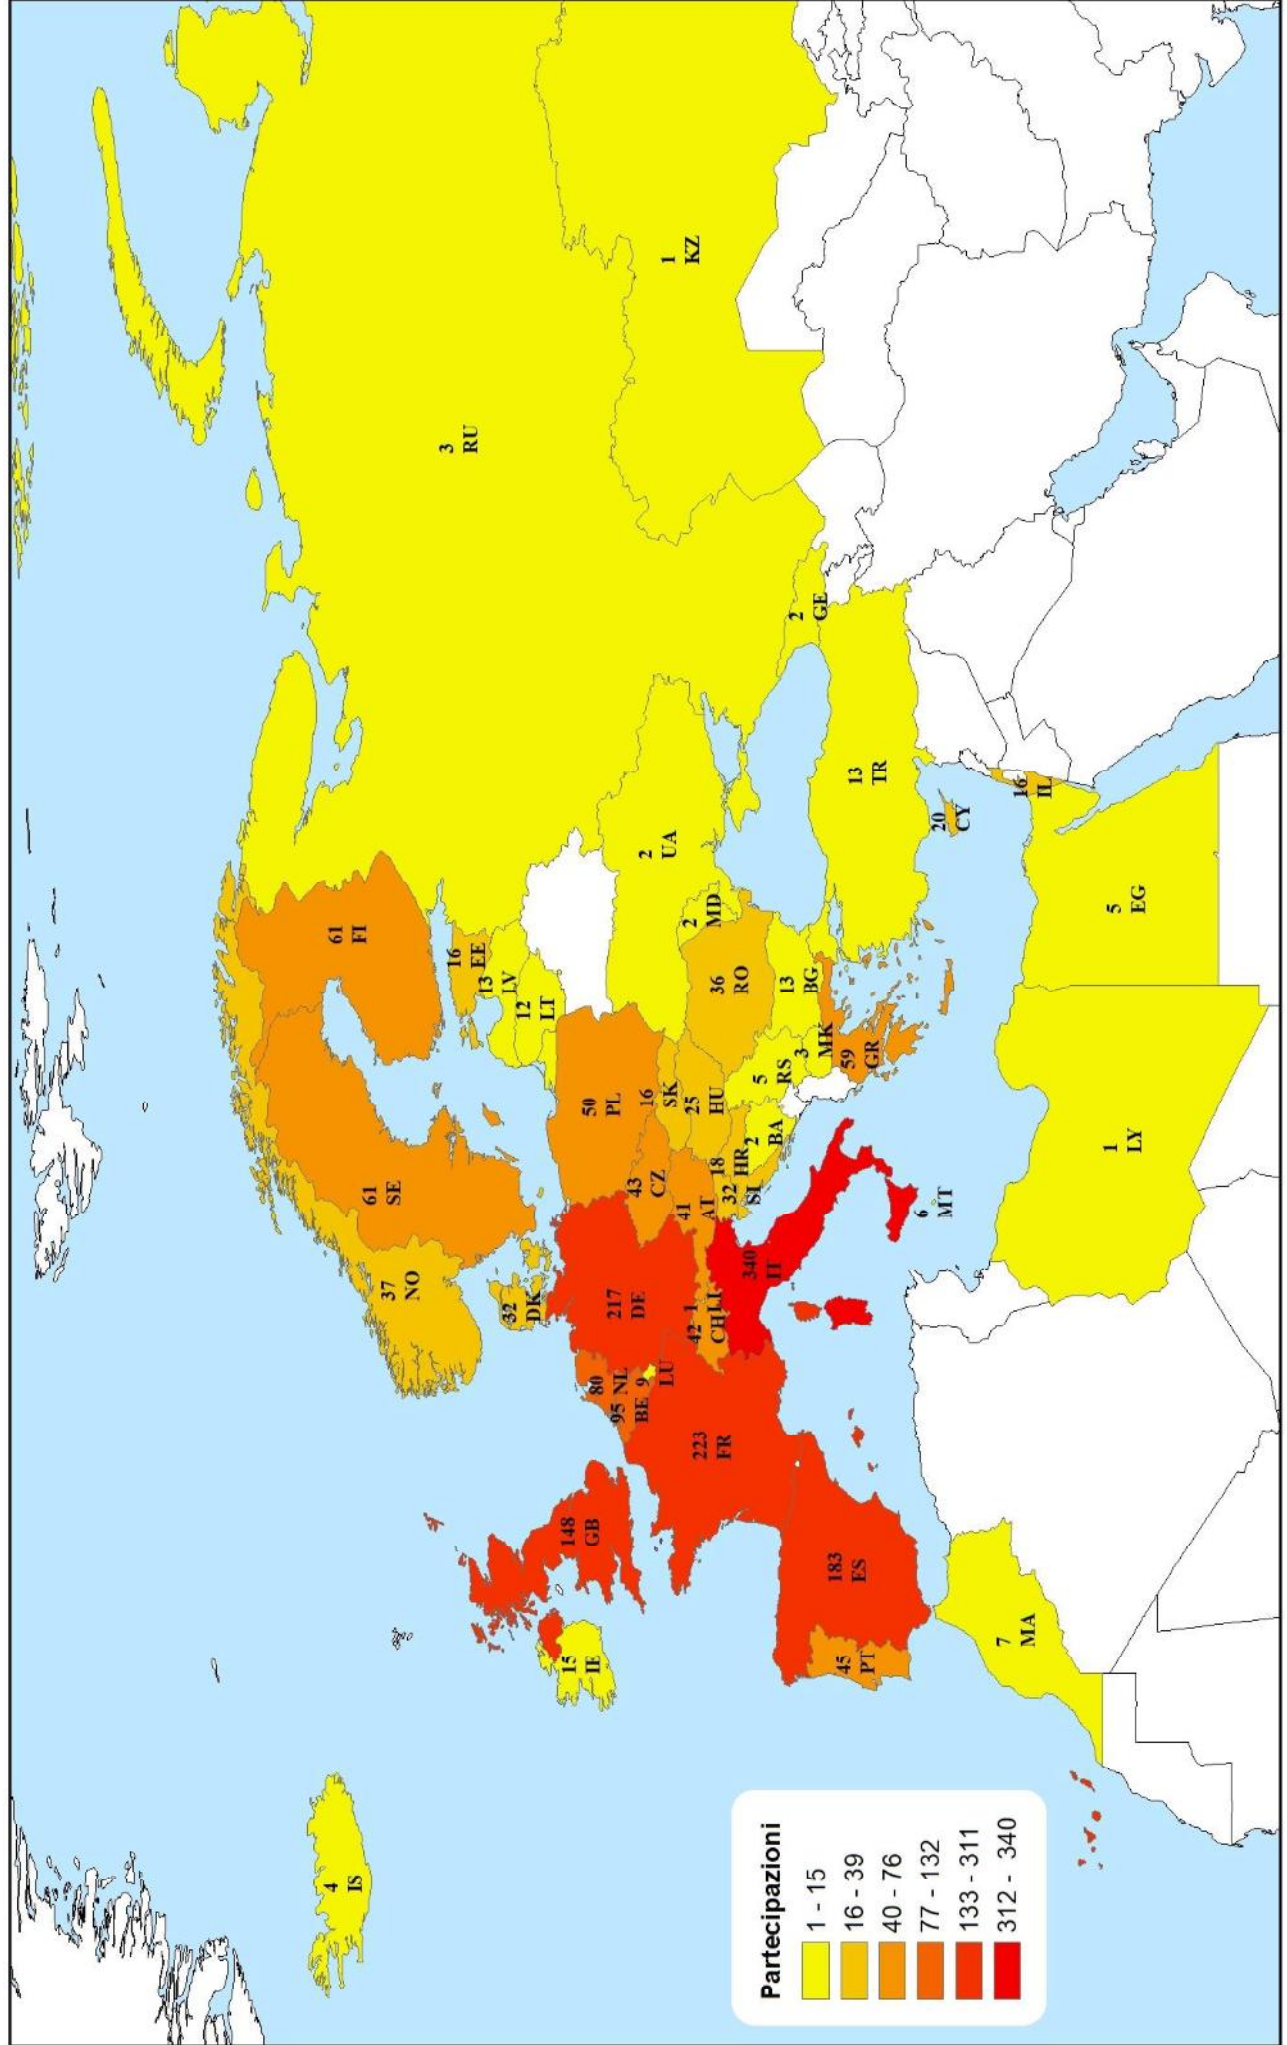 4
IS
37
NO
61
SE
61
FI
3
RU
1
KZ
15
IE
148
GB
32
DK
16
EE
13
LV
12
LT
80
NL
95
BE
9
LU
217
DE
50
PL
43
CZ
16
SK
2
UA
2
MD
223
FR
42
CH
1
LI
41
AT
25
HU
36
RO
32
SI
18
HR
2
BA
5
RS
13
BG
3
MK
2
GE
45
PT
183
ES
340
IT
59
GR
13
TR
6
MT
20
CY
16
IL
7
MA
1
LY
5
EG
Partecipazioni
1 - 15
16 - 39
40 - 76
77 - 132
133 - 311
312 - 340